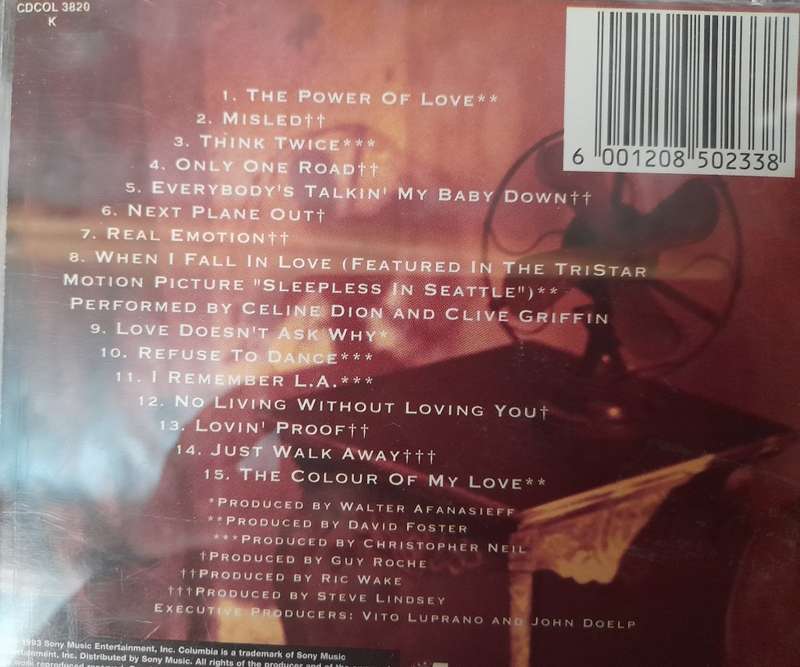 CDCOL 3820
K
6 001208 502338
1. The Power Of Love**
2. Misled††
3. Think Twice***
4. Only One Road††
5. Everybody's Talkin' My Baby Down††
6. Next Plane Out†
7. Real Emotion††
8. When I Fall In Love (Featured In The TriStar
Motion Picture "Sleepless In Seattle")**
Performed by Celine Dion and Clive Griffin
9. Love Doesn't Ask Why*
10. Refuse To Dance***
11. I Remember L.A.***
12. No Living Without Loving You†
13. Lovin' Proof††
14. Just Walk Away†††
15. The Colour Of My Love**
*Produced by Walter Afanasieff
**Produced by David Foster
***Produced by Christopher Neil
†Produced by Guy Roche
††Produced by Ric Wake
†††Produced by Steve Lindsey
Executive Producers: Vito Luprano and John Doelp
1993 Sony Music Entertainment, Inc. Columbia is a trademark of Sony Music
Entertainment, Inc. Distributed by Sony Music. All rights of the producer and of the
work reproduced reserved.